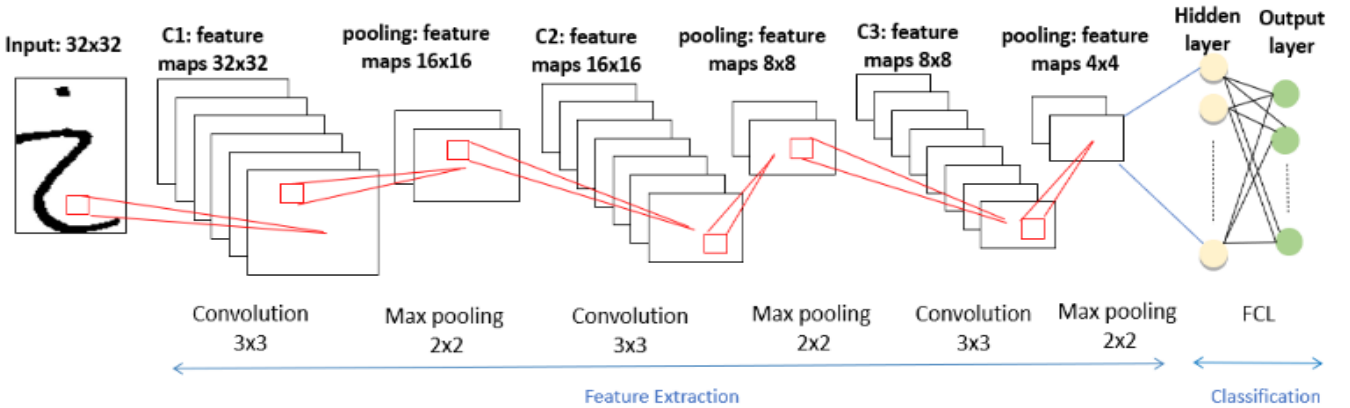 Input: 32x32
C1: feature
maps 32x32
pooling: feature
maps 16x16
C2: feature
maps 16x16
pooling: feature
maps 8x8
C3: feature
maps 8x8
pooling: feature
maps 4x4
Hidden
layer
Output
layer
خ
Convolution
3x3
Max pooling
2x2
Convolution
3x3
Max pooling
2x2
Convolution
3x3
Max pooling
2x2
FCL
Feature Extraction
Classification